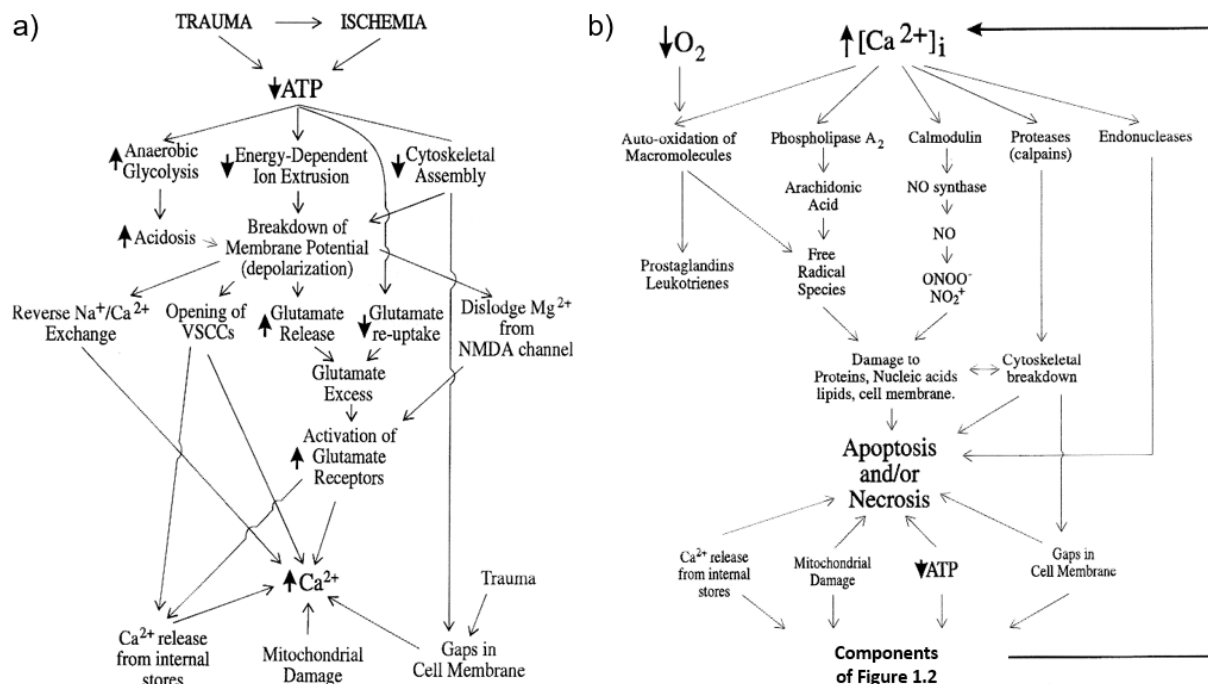 a)
TRAUMA
ISCHEMIA
ATP
Anaerobic
Glycolysis
Energy-Dependent
Ion Extrusion
Cytoskeletal
Assembly
Acidosis
Breakdown of
Membrane Potential
(depolarization)
Reverse Na⁺/Ca²⁺
Exchange
Opening of
VSCCs
Glutamate
Release
Glutamate
re-uptake
Dislodge Mg²⁺
from
NMDA channel
Glutamate
Excess
Activation of
Glutamate
Receptors
Ca²⁺
Trauma
Ca²⁺ release
from internal
stores
Mitochondrial
Damage
Gaps in
Cell Membrane
b)
O₂
[Ca²⁺]i
Auto-oxidation of
Macromolecules
Phospholipase A₂
Calmodulin
Proteases
(calpains)
Endonucleases
Arachidonic
Acid
NO synthase
NO
Prostaglandins
Leukotrienes
Free
Radical
Species
ONOO⁻
NO₂⁺
Damage to
Proteins, Nucleic acids
lipids, cell membrane.
Cytoskeletal
breakdown
Apoptosis
and/or
Necrosis
Ca²⁺ release
from internal
stores
Mitochondrial
Damage
ATP
Gaps in
Cell Membrane
Components
of Figure 1.2